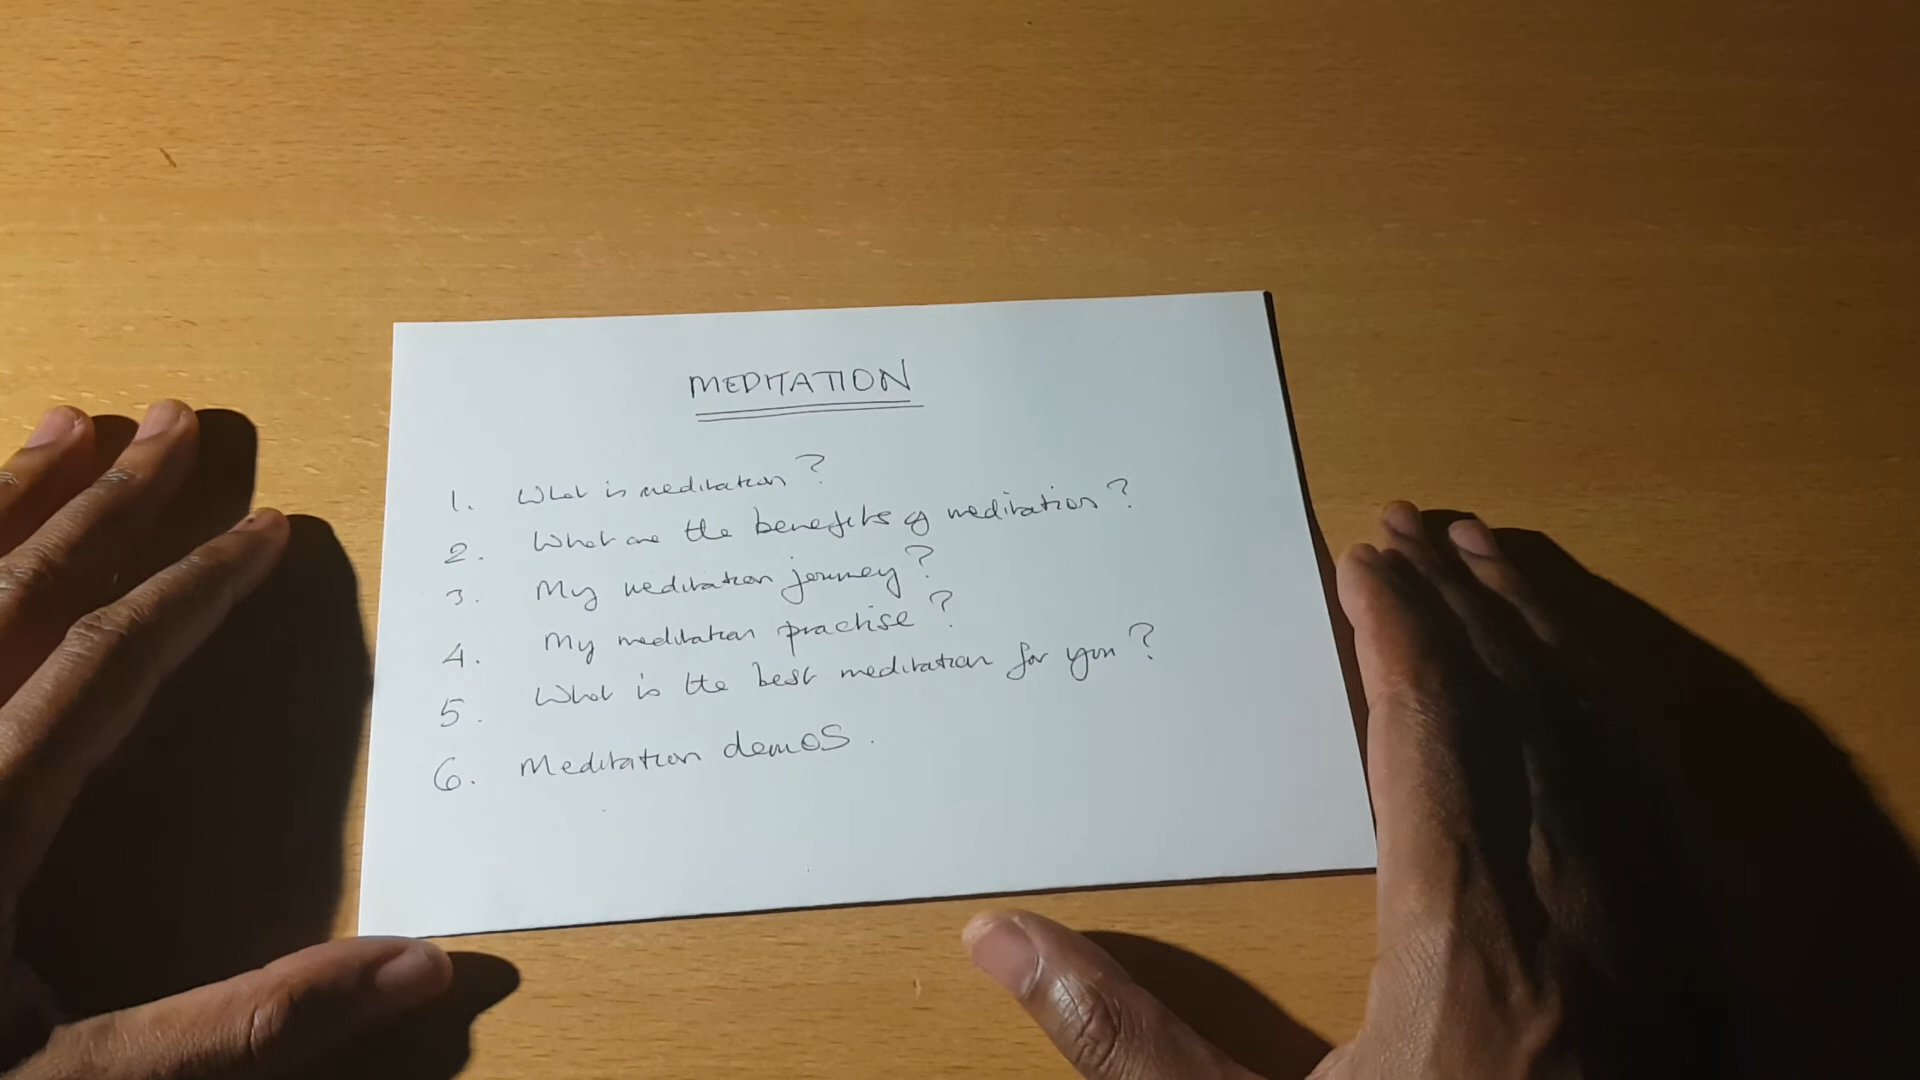 MEDITATION
1. What is meditation?
2. What are the benefits of meditation?
3. My meditation journey?
4. My meditation practise?
5. What is the best meditation for you?
6. Meditation demos.